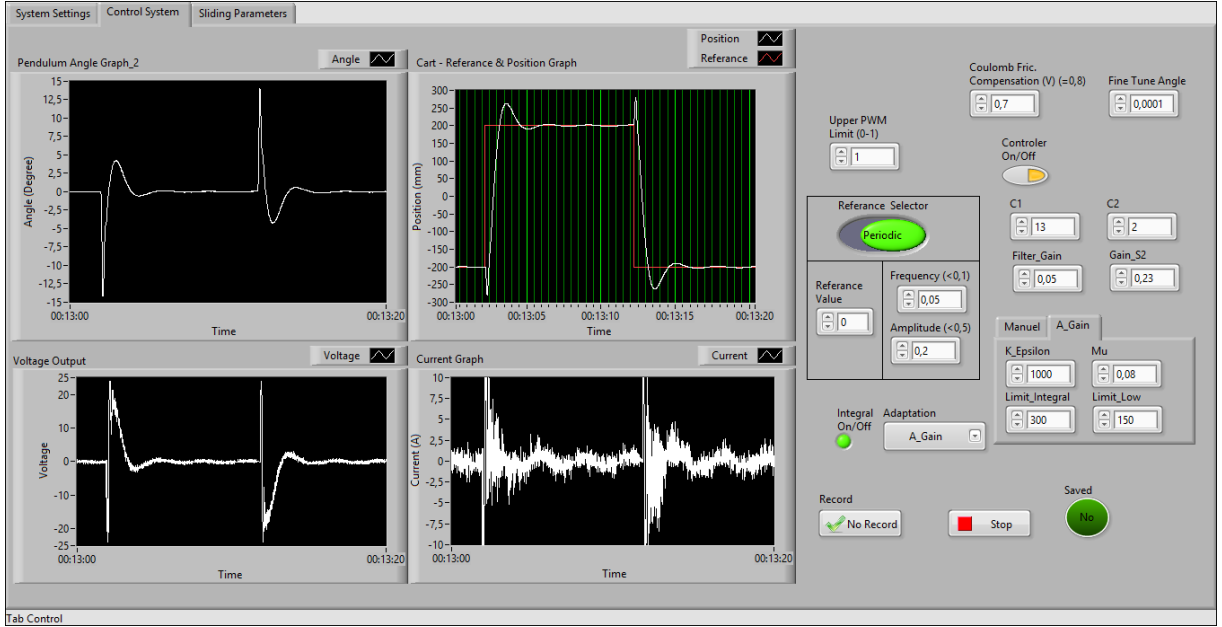 System Settings
Control System
Sliding Parameters
Pendulum Angle Graph_2
Angle
15
12,5
10
7,5
5
2,5
0
-2,5
-5
-7,5
-10
-12,5
-15
Angle (Degree)
00:13:00
00:13:20
Time
Position
Referance
Cart - Referance & Position Graph
300
250
200
150
100
50
0
-50
-100
-150
-200
-250
-300
Position (mm)
00:13:00
00:13:05
00:13:10
00:13:15
00:13:20
Time
Voltage Output
Voltage
25
20
10
0
-10
-20
-25
Voltage
00:13:00
00:13:20
Time
Current Graph
Current
10
7,5
5
2,5
0
-2,5
-5
-7,5
-10
Current (A)
00:13:00
00:13:20
Time
Coulomb Fric.
Compensation (V) (=0,8)
0,7
Fine Tune Angle
0,0001
Upper PWM
Limit (0-1)
1
Controler
On/Off
Referance Selector
Periodic
C1
13
C2
2
Filter_Gain
0,05
Gain_S2
0,23
Referance
Value
0
Frequency (<0,1)
0,05
Amplitude (<0,5)
0,2
Manuel
A_Gain
K_Epsilon
1000
Mu
0,08
Limit_Integral
300
Limit_Low
150
Integral
On/Off
Adaptation
A_Gain
Record
No Record
Stop
Saved
No
Tab Control